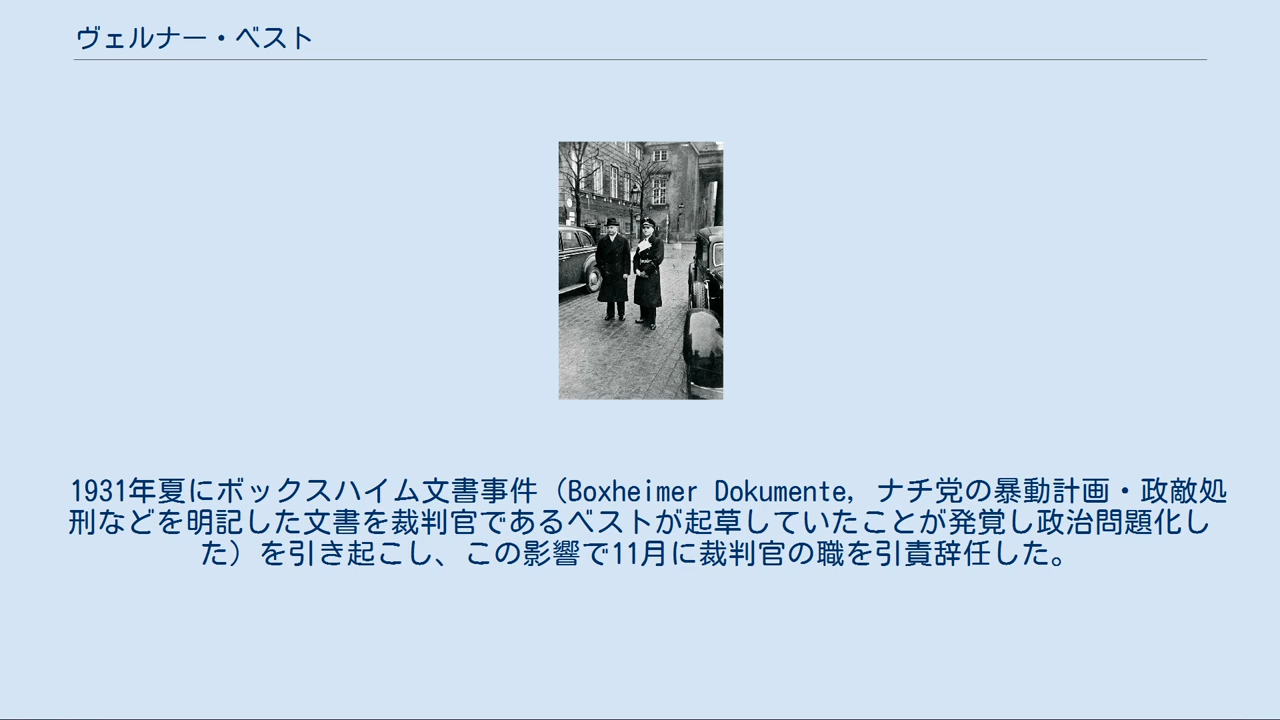 ヴェルナー・ベスト
1931年夏にボックスハイム文書事件（Boxheimer Dokumente, ナチ党の暴動計画・政敵処
刑などを明記した文書を裁判官であるベストが起草していたことが発覚し政治問題化し
た）を引き起こし、この影響で11月に裁判官の職を引責辞任した。